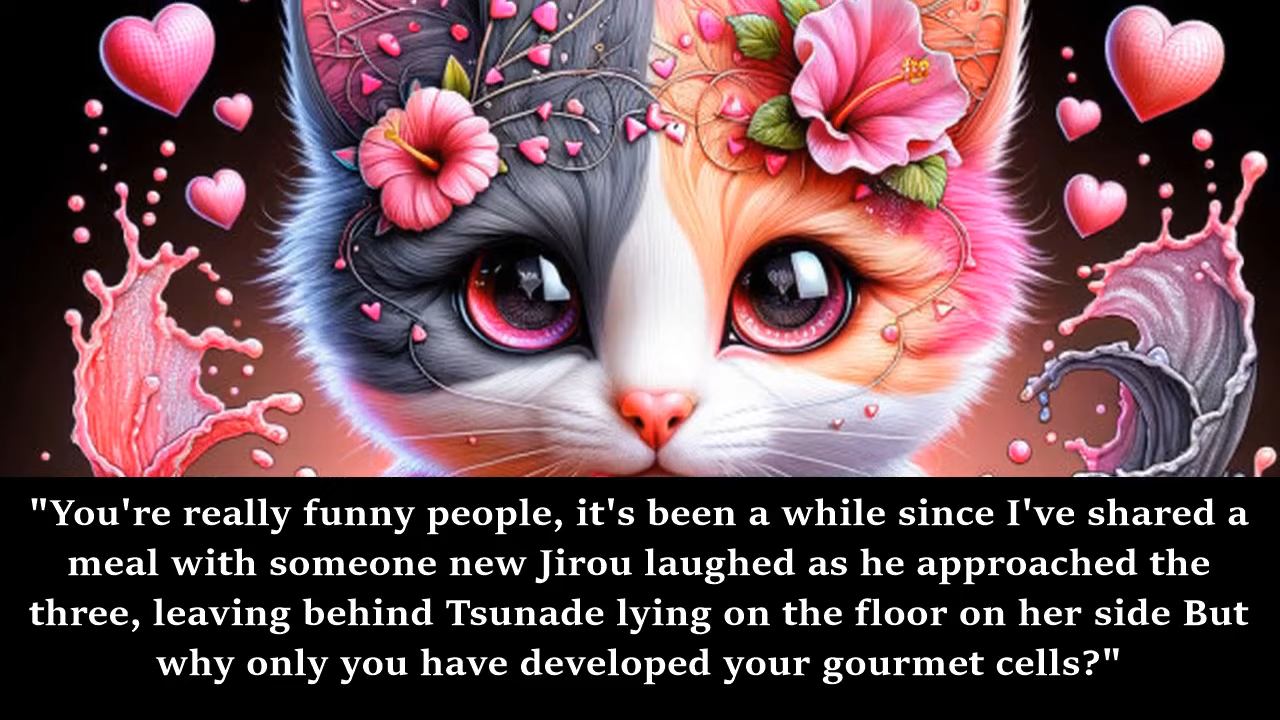 "You're really funny people, it's been a while since I've shared a
meal with someone new Jirou laughed as he approached the
three, leaving behind Tsunade lying on the floor on her side But
why only you have developed your gourmet cells?"